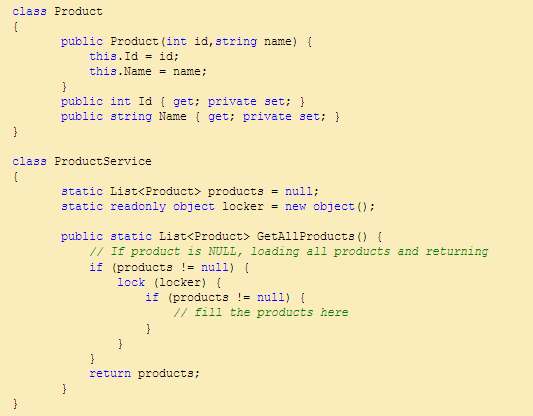 class Product
{
public Product(int id,string name) {
this.Id = id;
this.Name = name;
}
public int Id { get; private set; }
public string Name { get; private set; }
}
class ProductService
{
static List<Product> products = null;
static readonly object locker = new object();
public static List<Product> GetAllProducts() {
// If product is NULL, loading all products and returning
if (products != null) {
lock (locker) {
if (products != null) {
// fill the products here
}
}
}
return products;
}
}